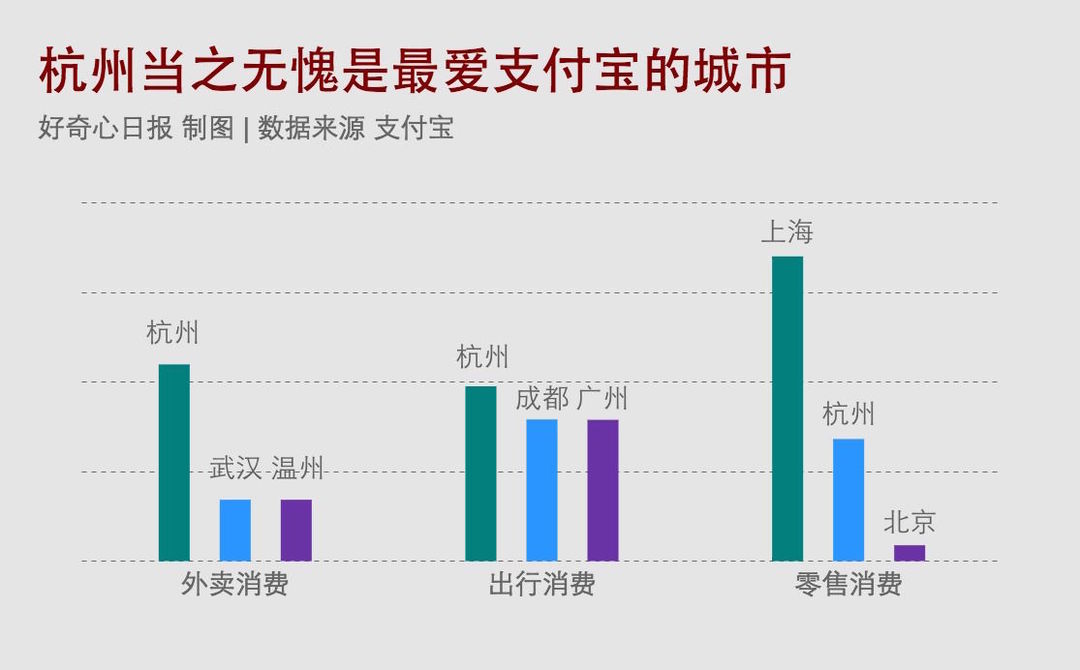 杭州当之无愧是最爱支付宝的城市
好奇心日报 制图 | 数据来源 支付宝
上海
杭州
杭州
成都 广州
杭州
武汉 温州
北京
外卖消费
出行消费
零售消费